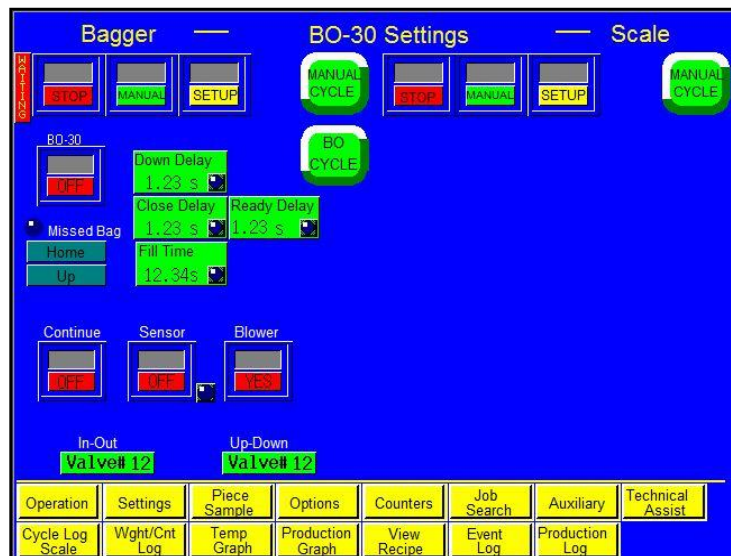 Bagger — BO-30 Settings — Scale
WAITING
STOP MANUAL SETUP
MANUAL
CYCLE
STOP MANUAL SETUP
MANUAL
CYCLE
BO-30
OFF
Down Delay
1.23 s
BO
CYCLE
Close Delay
1.23 s
Ready Delay
1.23 s
Missed Bag
Home
Up
Fill Time
12.34s
Continue
OFF
Sensor
OFF
Blower
YES
In-Out
Valve# 12
Up-Down
Valve# 12
Operation
Settings
Piece
Sample
Options
Counters
Job
Search
Auxiliary
Technical
Assist
Cycle Log
Scale
Wght/Cnt
Log
Temp
Graph
Production
Graph
View
Recipe
Event
Log
Production
Log